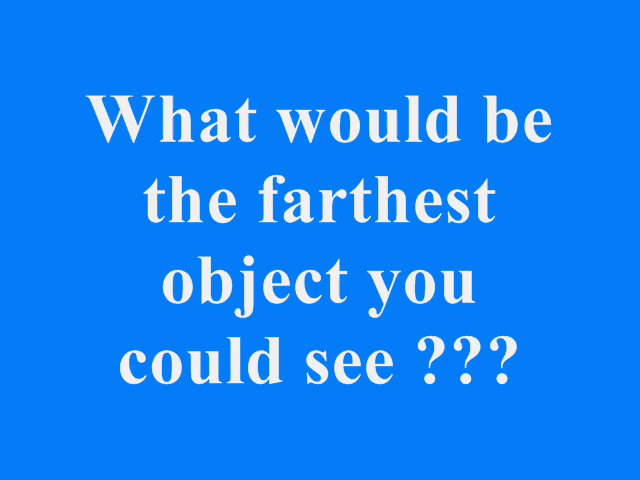 What would be
the farthest
object you
could see ???